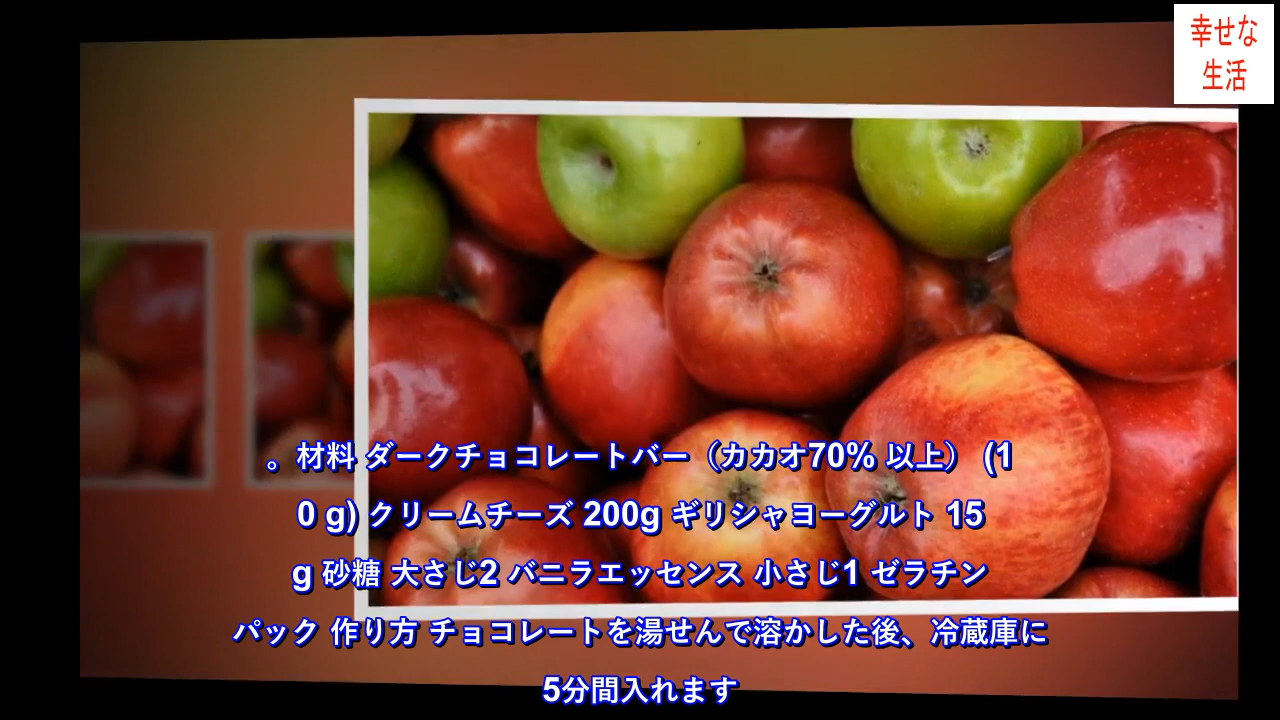 幸せな
生活
。材料 ダークチョコレートバー（カカオ70% 以上） (1
0 g) クリームチーズ 200g ギリシャヨーグルト 15
g 砂糖 大さじ2 バニラエッセンス 小さじ1 ゼラチン
パック 作り方 チョコレートを湯せんで溶かした後、冷蔵庫に
5分間入れます